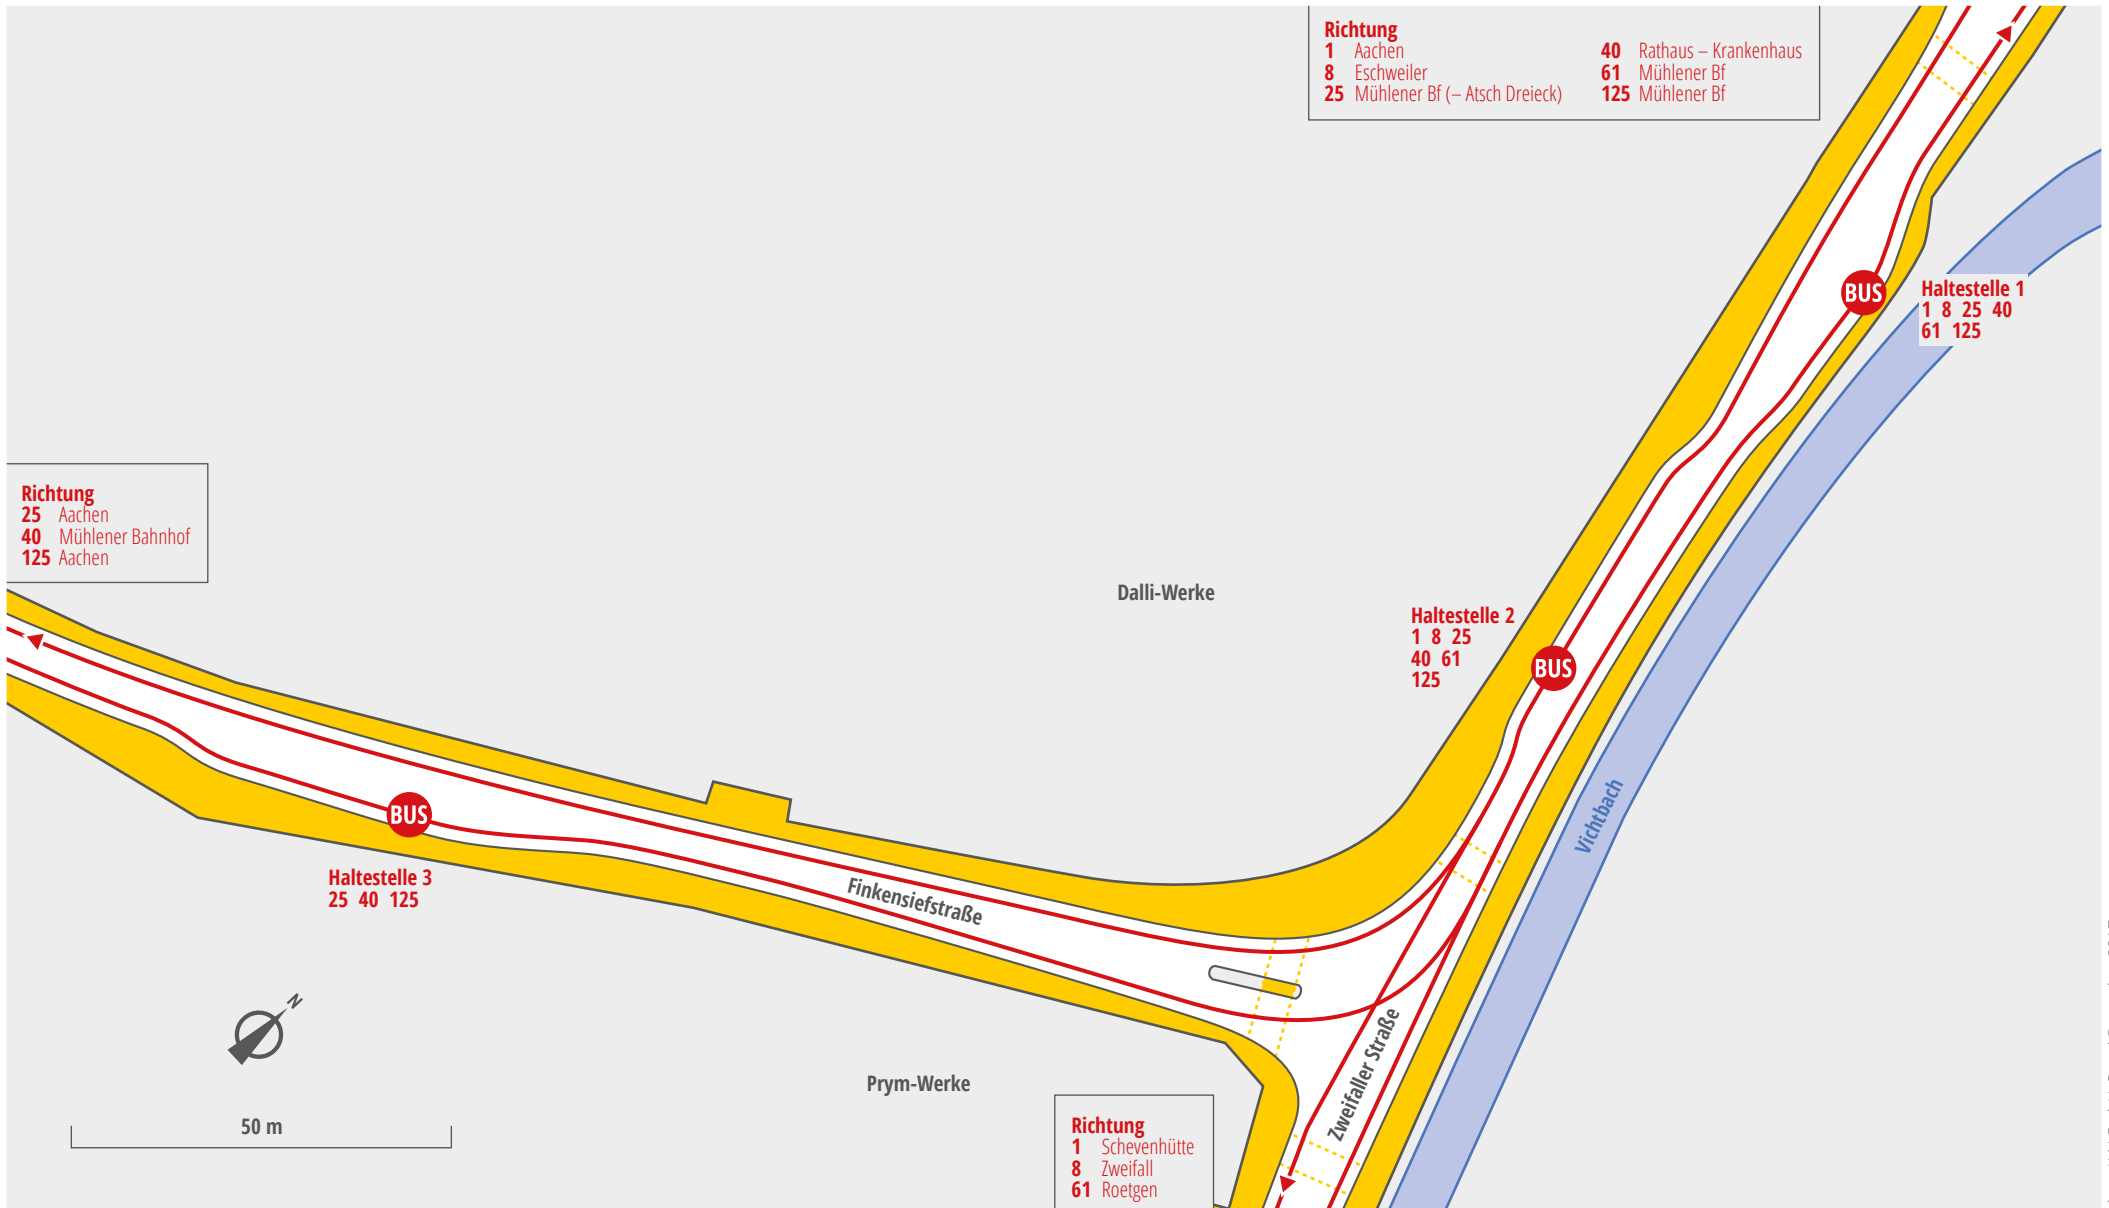 Richtung
1 Aachen
8 Eschweiler
25 Mühlener Bf (– Atsch Dreieck)
40 Rathaus – Krankenhaus
61 Mühlener Bf
125 Mühlener Bf
BUS
Haltestelle 1
1 8 25 40
61 125
Richtung
25 Aachen
40 Mühlener Bahnhof
125 Aachen
Dalli-Werke
Haltestelle 2
1 8 25
40 61
125
BUS
Vichtbach
BUS
Haltestelle 3
25 40 125
Finkensiefstraße
Zweifaller Straße
N
Prym-Werke
50 m
Richtung
1 Schevenhütte
8 Zweifall
61 Roetgen